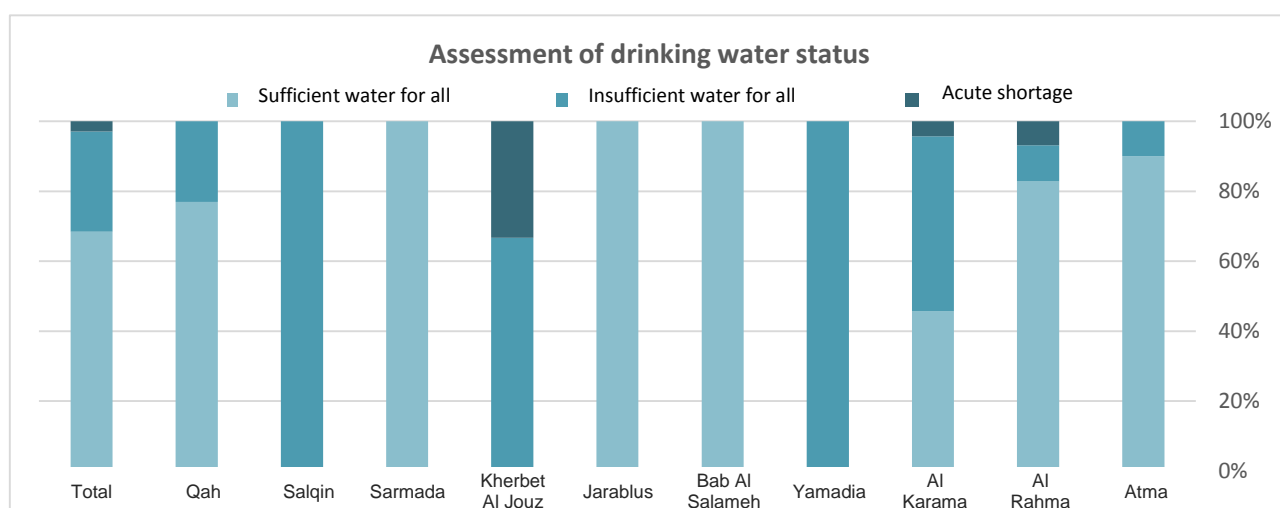 Assessment of drinking water status
Sufficient water for all
Insufficient water for all
Acute shortage
100%
80%
60%
40%
20%
0%
Total
Qah
Salqin
Sarmada
Kherbet
Al Jouz
Jarablus
Bab Al
Salameh
Yamadia
Al
Karama
Al
Rahma
Atma